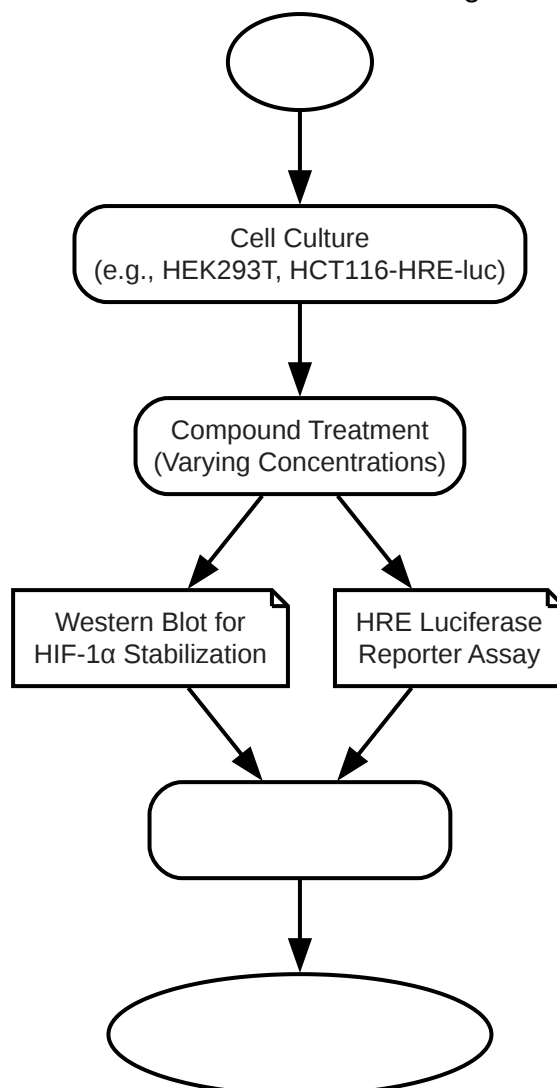 Cell Culture
(e.g., HEK293T, HCT116-HRE-luc)
Compound Treatment
(Varying Concentrations)
Western Blot for
HIF-1α Stabilization
HRE Luciferase
Reporter Assay